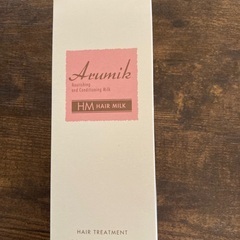 Arumik
Nourishing
and Conditioning Milk
HM HAIR MILK
HAIR TREATMENT